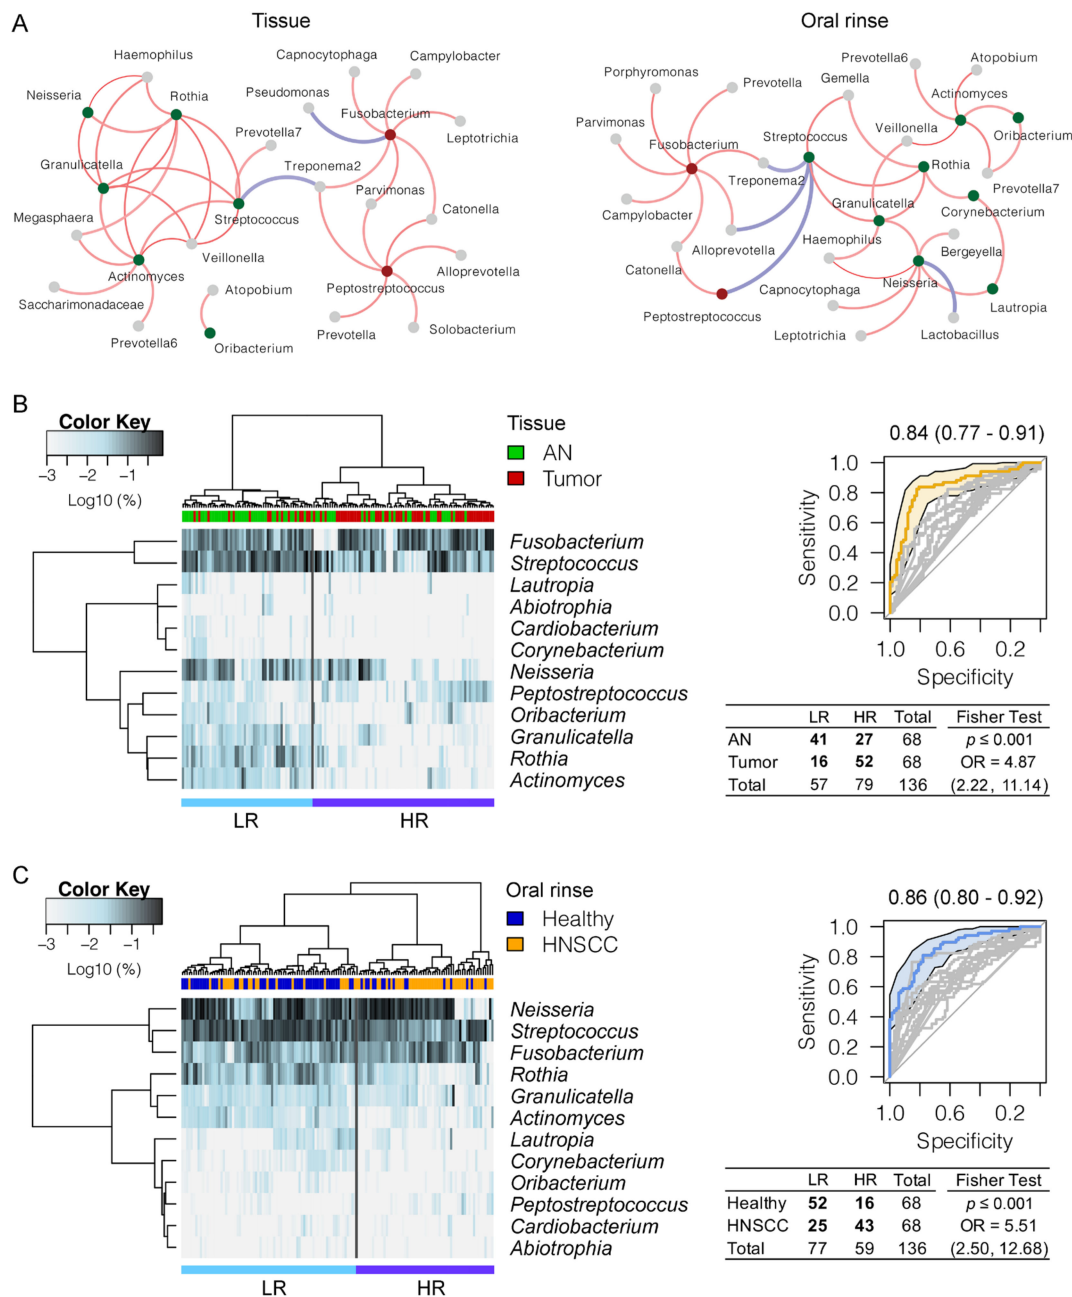 A
Tissue
Oral rinse
Haemophilus
Capnocytophaga
Campylobacter
Neisseria
Rothia
Pseudomonas
Fusobacterium
Leptotrichia
Prevotella7
Granulicatella
Treponema2
Parvimonas
Megasphaera
Streptococcus
Catonella
Veillonella
Actinomyces
Alloprevotella
Saccharimonadaceae
Atopobium
Peptostreptococcus
Prevotella6
Oribacterium
Prevotella
Solobacterium
Prevotella6
Atopobium
Porphyromonas
Prevotella
Gemella
Actinomyces
Parvimonas
Streptococcus
Veillonella
Oribacterium
Fusobacterium
Rothia
Treponema2
Prevotella7
Campylobacter
Granulicatella
Corynebacterium
Alloprevotella
Haemophilus
Bergeyella
Catonella
Capnocytophaga
Neisseria
Peptostreptococcus
Lautropia
Leptotrichia
Lactobacillus
B
Color Key
−3 −2 −1
Log10 (%)
Tissue
AN
Tumor
Fusobacterium
Streptococcus
Lautropia
Abiotrophia
Cardiobacterium
Corynebacterium
Neisseria
Peptostreptococcus
Oribacterium
Granulicatella
Rothia
Actinomyces
LR HR
0.84 (0.77 - 0.91)
Sensitivity
1.0
0.8
0.6
0.4
0.2
0.0
1.0 0.6 0.2
Specificity
LR HR Total Fisher Test
AN 41 27 68 p ≤ 0.001
Tumor 16 52 68 OR = 4.87
Total 57 79 136 (2.22, 11.14)
C
Color Key
−3 −2 −1
Log10 (%)
Oral rinse
Healthy
HNSCC
Neisseria
Streptococcus
Fusobacterium
Rothia
Granulicatella
Actinomyces
Lautropia
Corynebacterium
Oribacterium
Peptostreptococcus
Cardiobacterium
Abiotrophia
LR HR
0.86 (0.80 - 0.92)
Sensitivity
1.0
0.8
0.6
0.4
0.2
0.0
1.0 0.6 0.2
Specificity
LR HR Total Fisher Test
Healthy 52 16 68 p ≤ 0.001
HNSCC 25 43 68 OR = 5.51
Total 77 59 136 (2.50, 12.68)